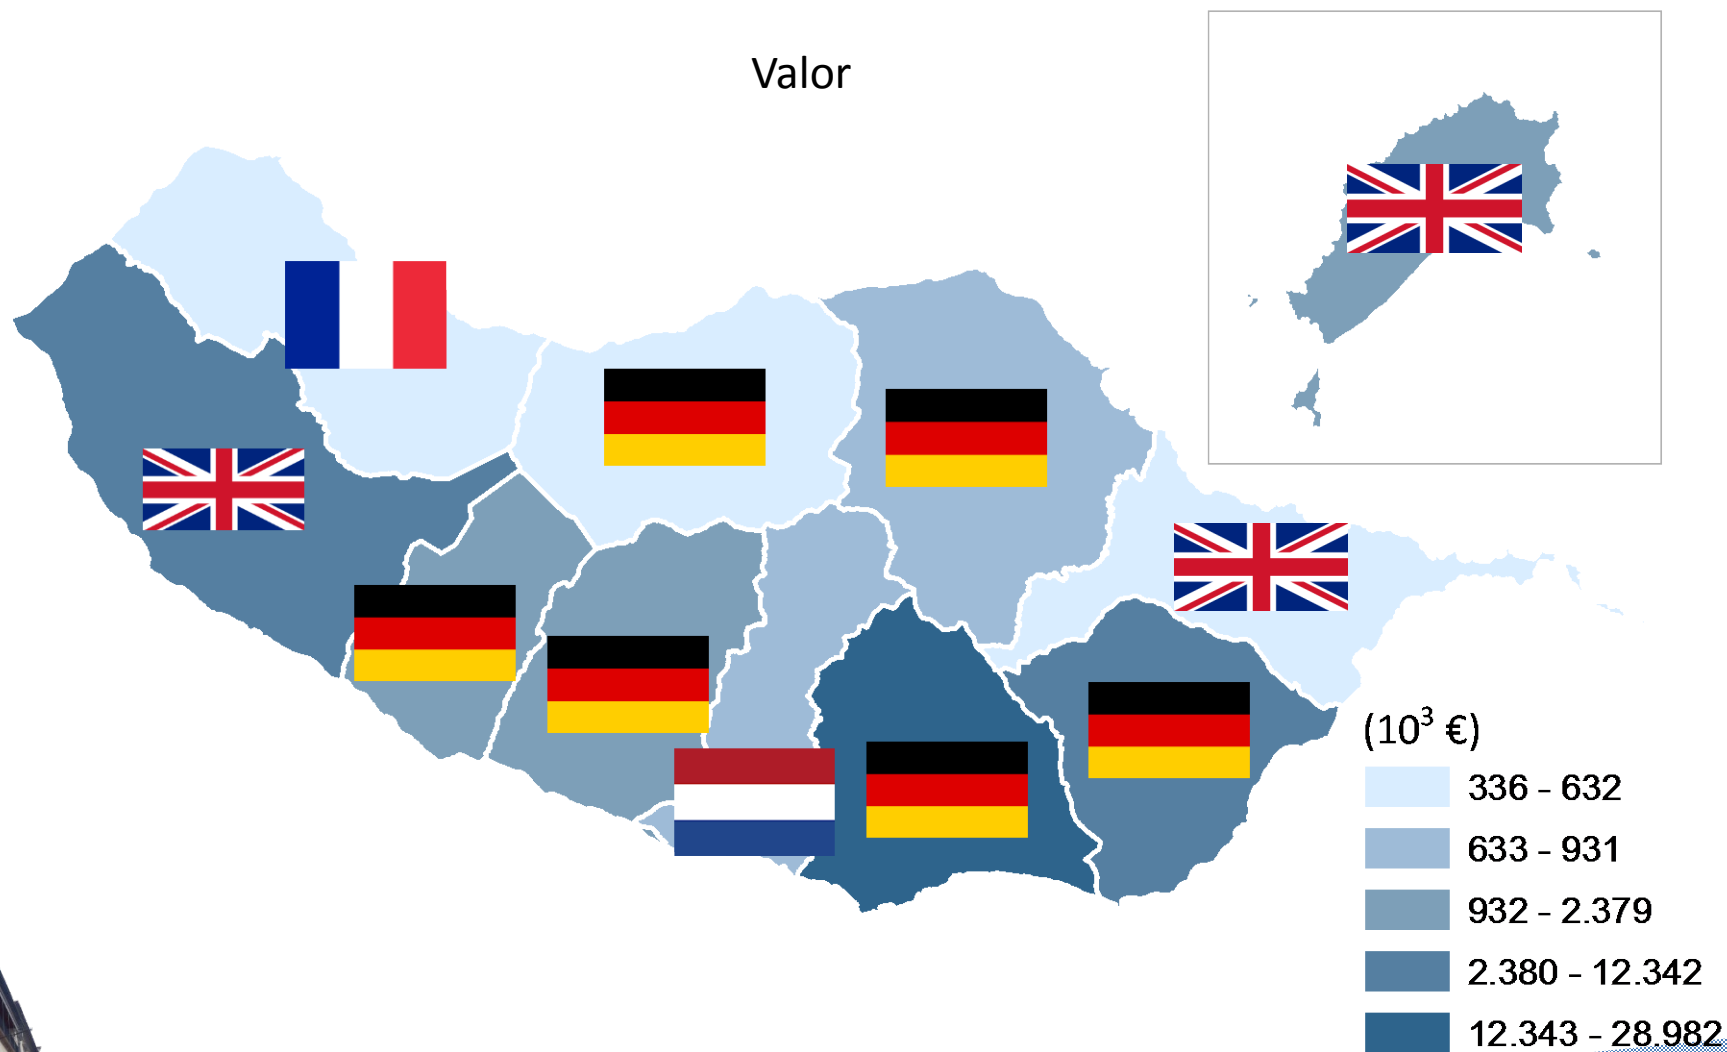 Valor
(10³ €)
336 - 632
633 - 931
932 - 2.379
2.380 - 12.342
12.343 - 28.982